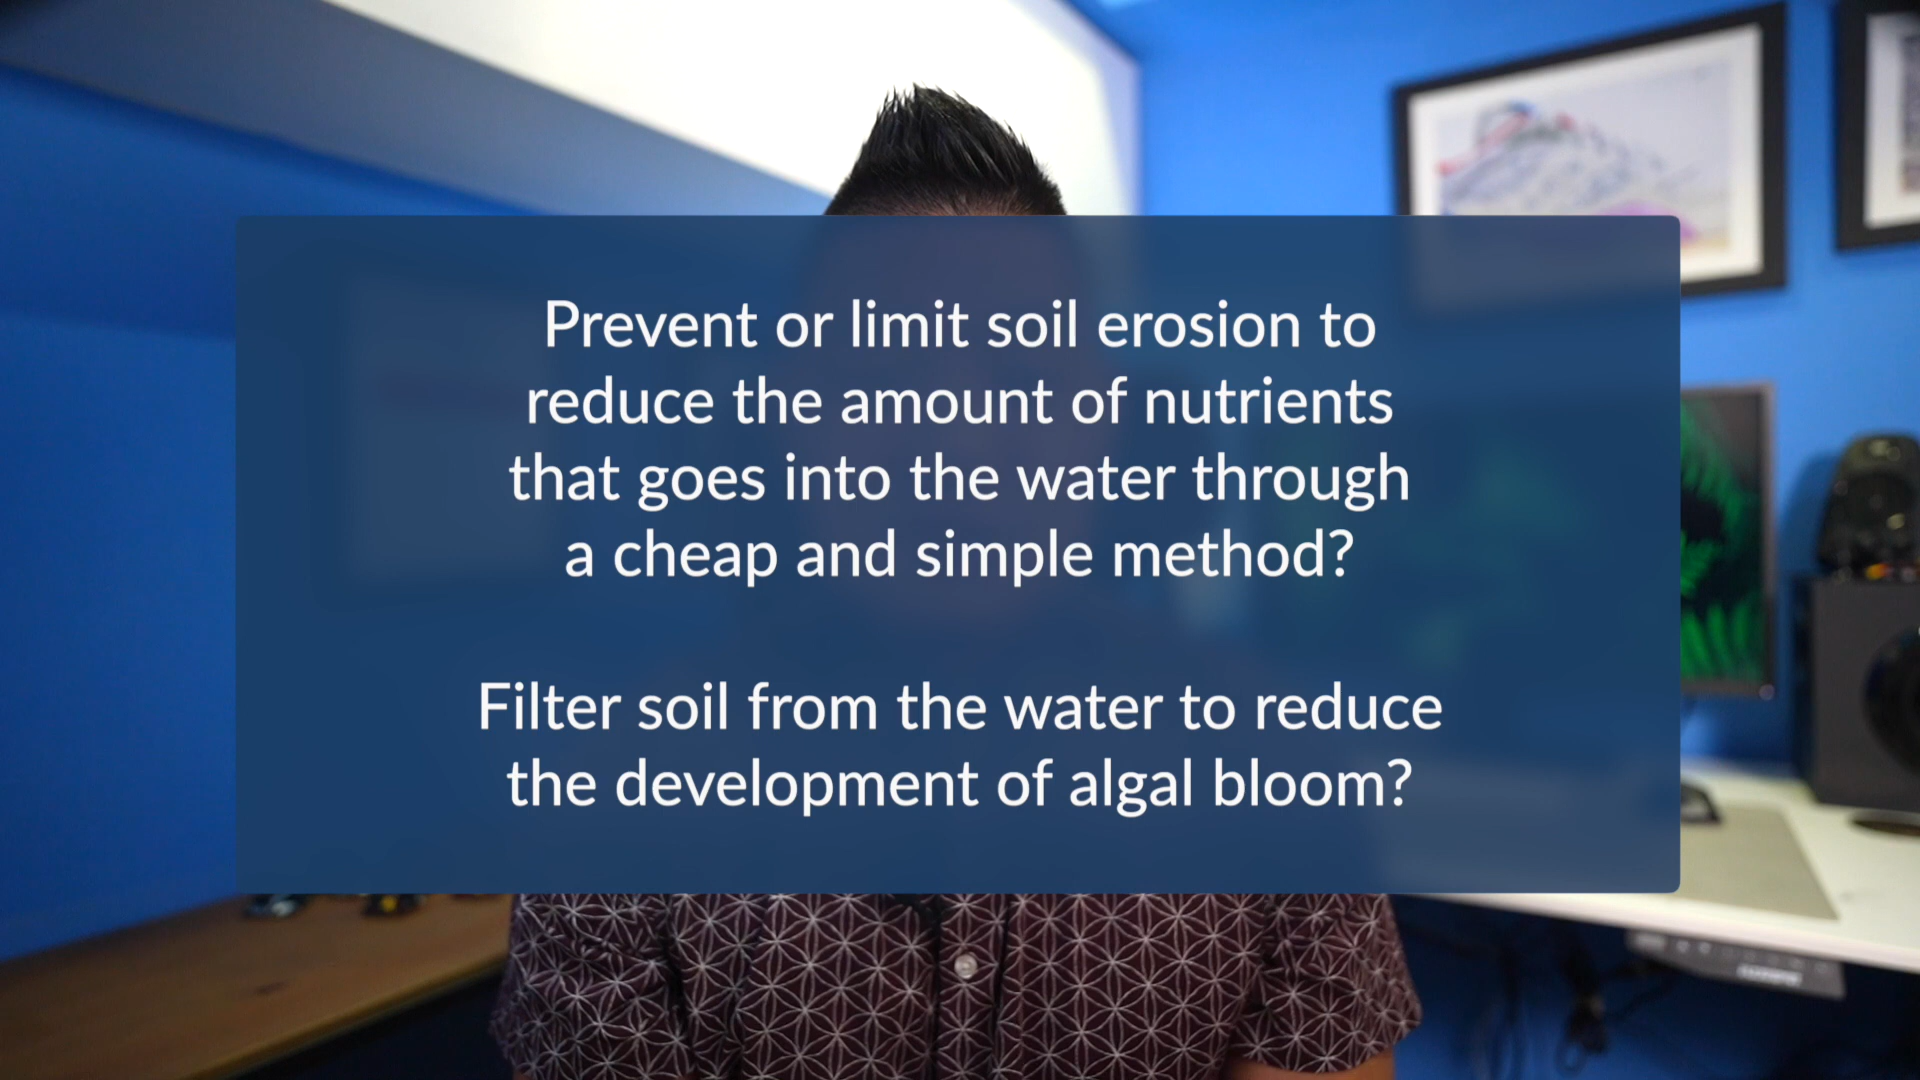 Prevent or limit soil erosion to
reduce the amount of nutrients
that goes into the water through
a cheap and simple method?
Filter soil from the water to reduce
the development of algal bloom?